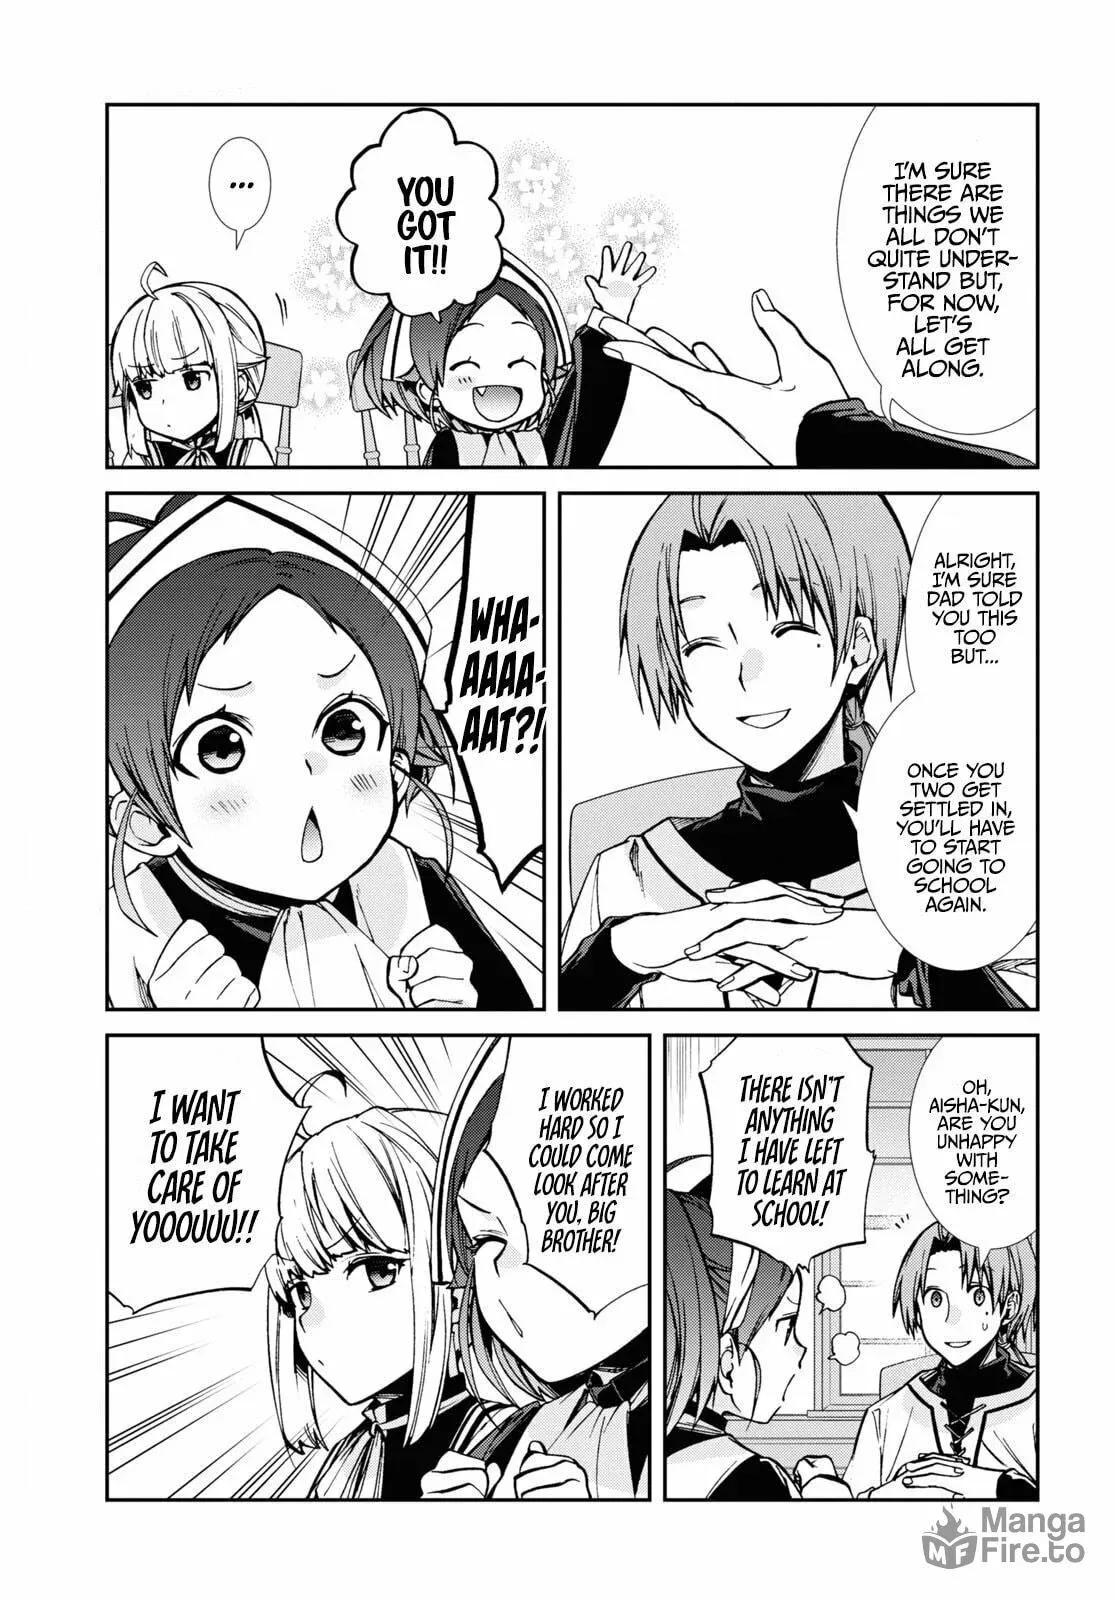 I'M SURE
THERE ARE
THINGS WE
ALL DON'T
QUITE UNDER-
STAND BUT,
FOR NOW,
LET'S
ALL GET
ALONG.
YOU
GOT
IT!!
...
ALRIGHT,
I'M SURE
DAD TOLD
YOU THIS
TOO
BUT...
ONCE YOU
TWO GET
SETTLED IN,
YOU'LL HAVE
TO START
GOING TO
SCHOOL
AGAIN.
WHA-
AAAA-
AAT?!
OH,
AISHA-KUN,
ARE YOU
UNHAPPY
WITH
SOME-
THING?
THERE ISN'T
ANYTHING
I HAVE LEFT
TO LEARN AT
SCHOOL!
I WORKED
HARD SO I
COULD COME
LOOK AFTER
YOU, BIG
BROTHER!
I WANT
TO TAKE
CARE OF
YOOOUUU!!
MF
Manga
Fire.to